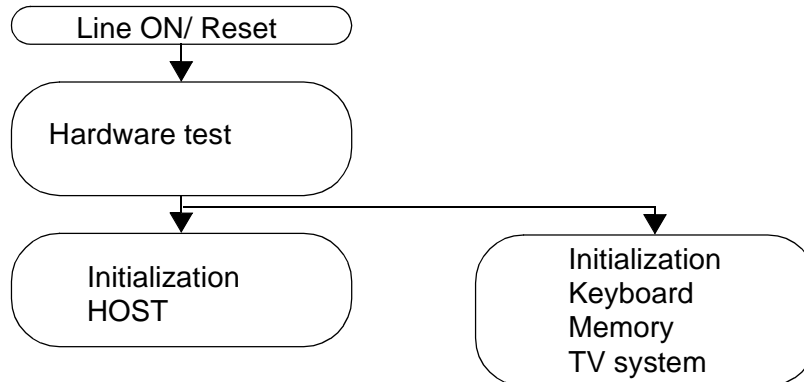 Line ON/ Reset
Hardware test
Initialization
HOST
Initialization
Keyboard
Memory
TV system